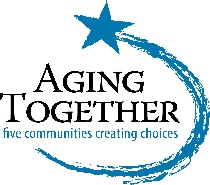 AGING
TOGETHER
five communities creating choices